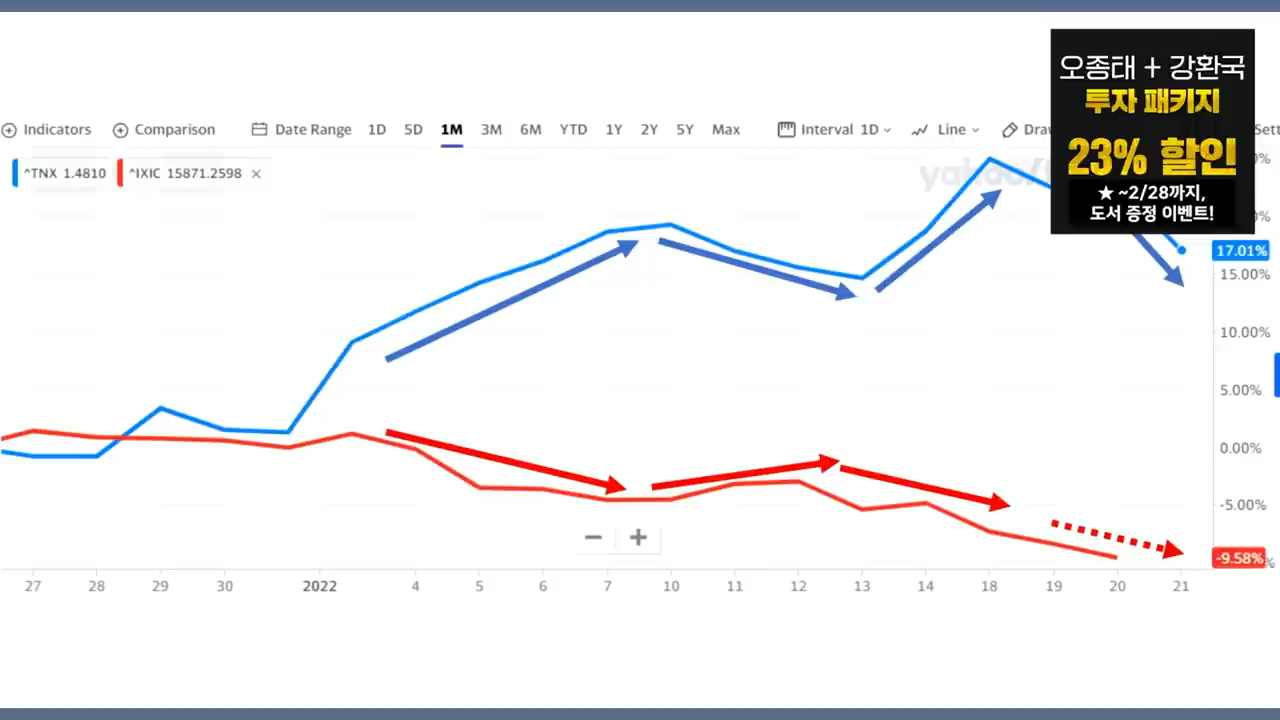 오종태 + 강환국
투자 패키지
23% 할인
★ ~2/28까지,
도서 증정 이벤트!
Indicators Comparison Date Range 1D 5D 1M 3M 6M YTD 1Y 2Y 5Y Max Interval 1D Line
^TNX 1.4810 ^IXIC 15871.2598
17.01%
15.00%
10.00%
5.00%
0.00%
-5.00%
-9.58%
27 28 29 30 2022 4 5 6 7 10 11 12 13 14 18 19 20 21